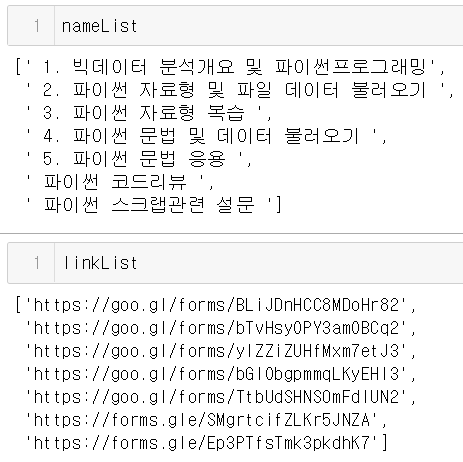 1 nameList
[' 1. 빅데이터 분석개요 및 파이썬프로그래밍',
' 2. 파이썬 자료형 및 파일 데이터 불러오기 ',
' 3. 파이썬 자료형 복습 ',
' 4. 파이썬 문법 및 데이터 불러오기 ',
' 5. 파이썬 문법 응용 ',
' 파이썬 코드리뷰 ',
' 파이썬 스크랩관련 설문 ']
1 linkList
['https://goo.gl/forms/BLiJDnHCC8MDoHr82',
'https://goo.gl/forms/bTvHsy0PY3am0BCq2',
'https://goo.gl/forms/ylZZiZUHfMxm7etJ3',
'https://goo.gl/forms/bGlObgpmmqLKyEHl3',
'https://goo.gl/forms/TtbUdSHNSOmFdlUN2',
'https://forms.gle/SMgrtcifZLKr5JNZA',
'https://forms.gle/Ep3PTfsTmk3pkdhK7']